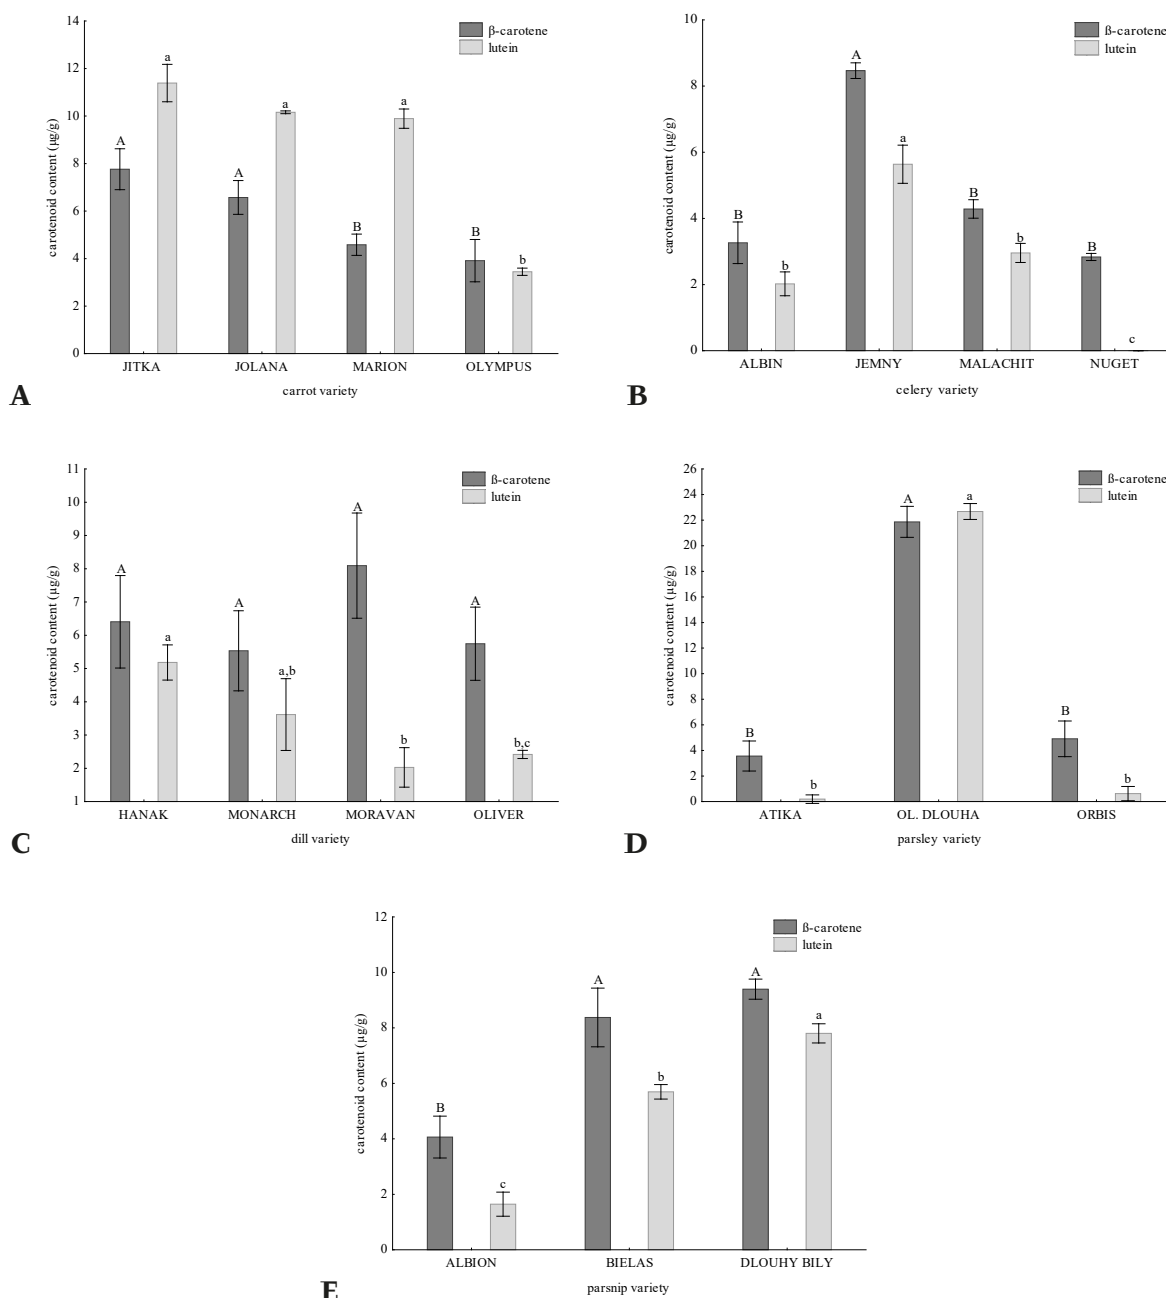 14
12
10
8
6
4
2
0
carotenoid content (µg/g)
β-carotene
lutein
A
a
A
a
B
a
B
b
JITKA
JOLANA
MARION
OLYMPUS
carrot variety
A
10
8
6
4
2
0
carotenoid content (µg/g)
ß-carotene
lutein
B
b
A
a
B
b
B
c
ALBIN
JEMNY
MALACHIT
NUGET
celery variety
B
11
10
9
8
7
6
5
4
3
2
1
carotenoid content (µg/g)
ß-carotene
lutein
A
a
A
a,b
A
b
A
b,c
HANAK
MONARCH
MORAVAN
OLIVER
dill variety
C
26
24
22
20
18
16
14
12
10
8
6
4
2
0
carotenoid content (µg/g)
ß-carotene
lutein
B
b
A
a
B
b
ATIKA
OL. DLOUHA
ORBIS
parsley variety
D
12
10
8
6
4
2
0
carotenoid content (µg/g)
ß-carotene
lutein
B
c
A
b
A
a
ALBION
BIELAS
DLOUHY BILY
parsnip variety
E